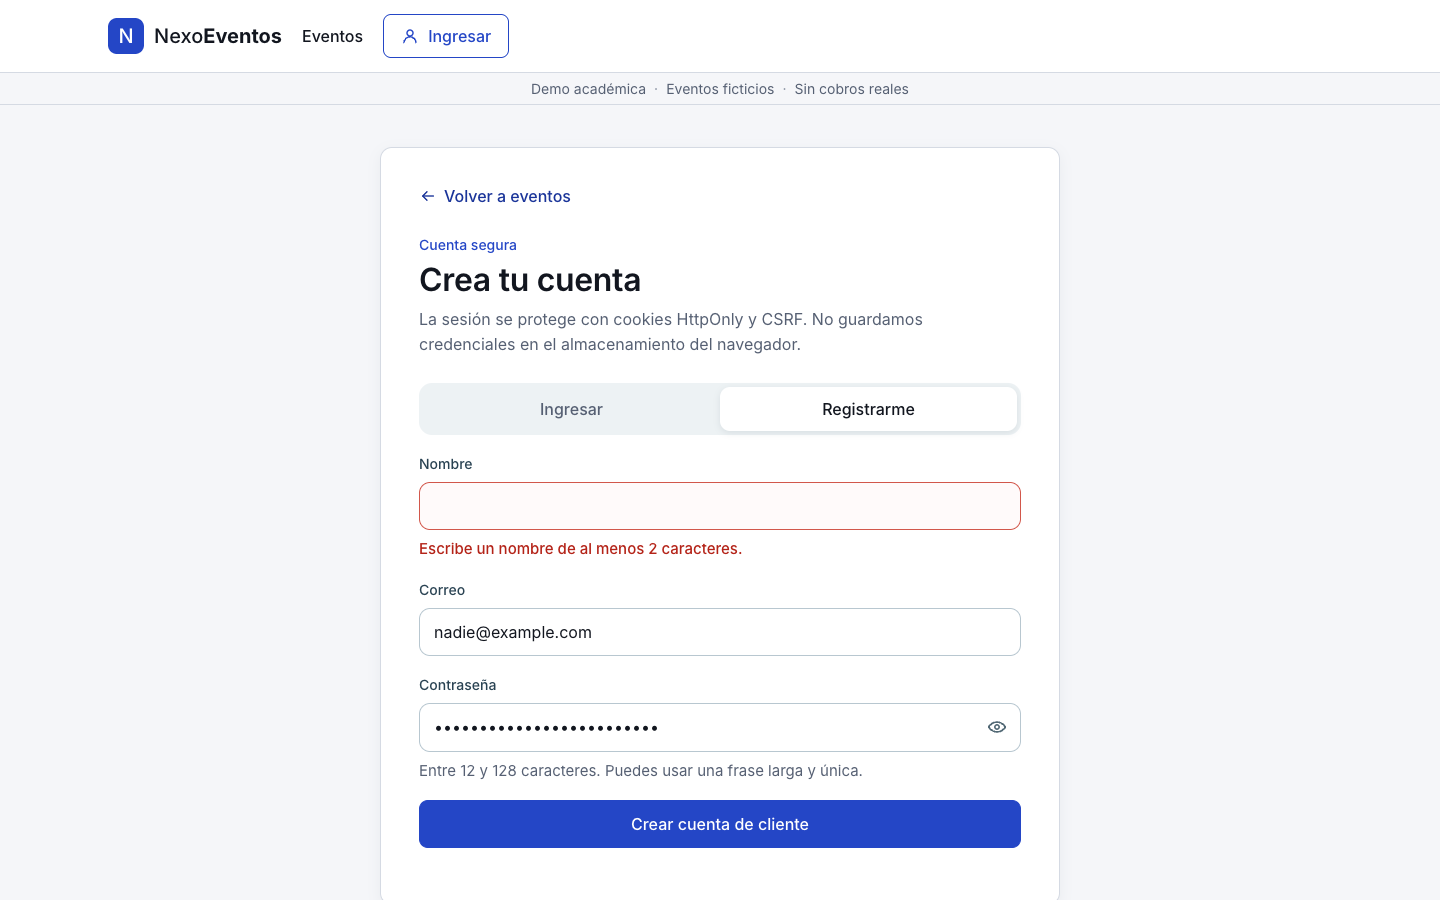 N NexoEventos Eventos Ingresar
Demo académica · Eventos ficticios · Sin cobros reales
← Volver a eventos
Cuenta segura
Crea tu cuenta
La sesión se protege con cookies HttpOnly y CSRF. No guardamos
credenciales en el almacenamiento del navegador.
Ingresar Registrarme
Nombre
Escribe un nombre de al menos 2 caracteres.
Correo
nadie@example.com
Contraseña
•••••••••••••••••••••••••
Entre 12 y 128 caracteres. Puedes usar una frase larga y única.
Crear cuenta de cliente